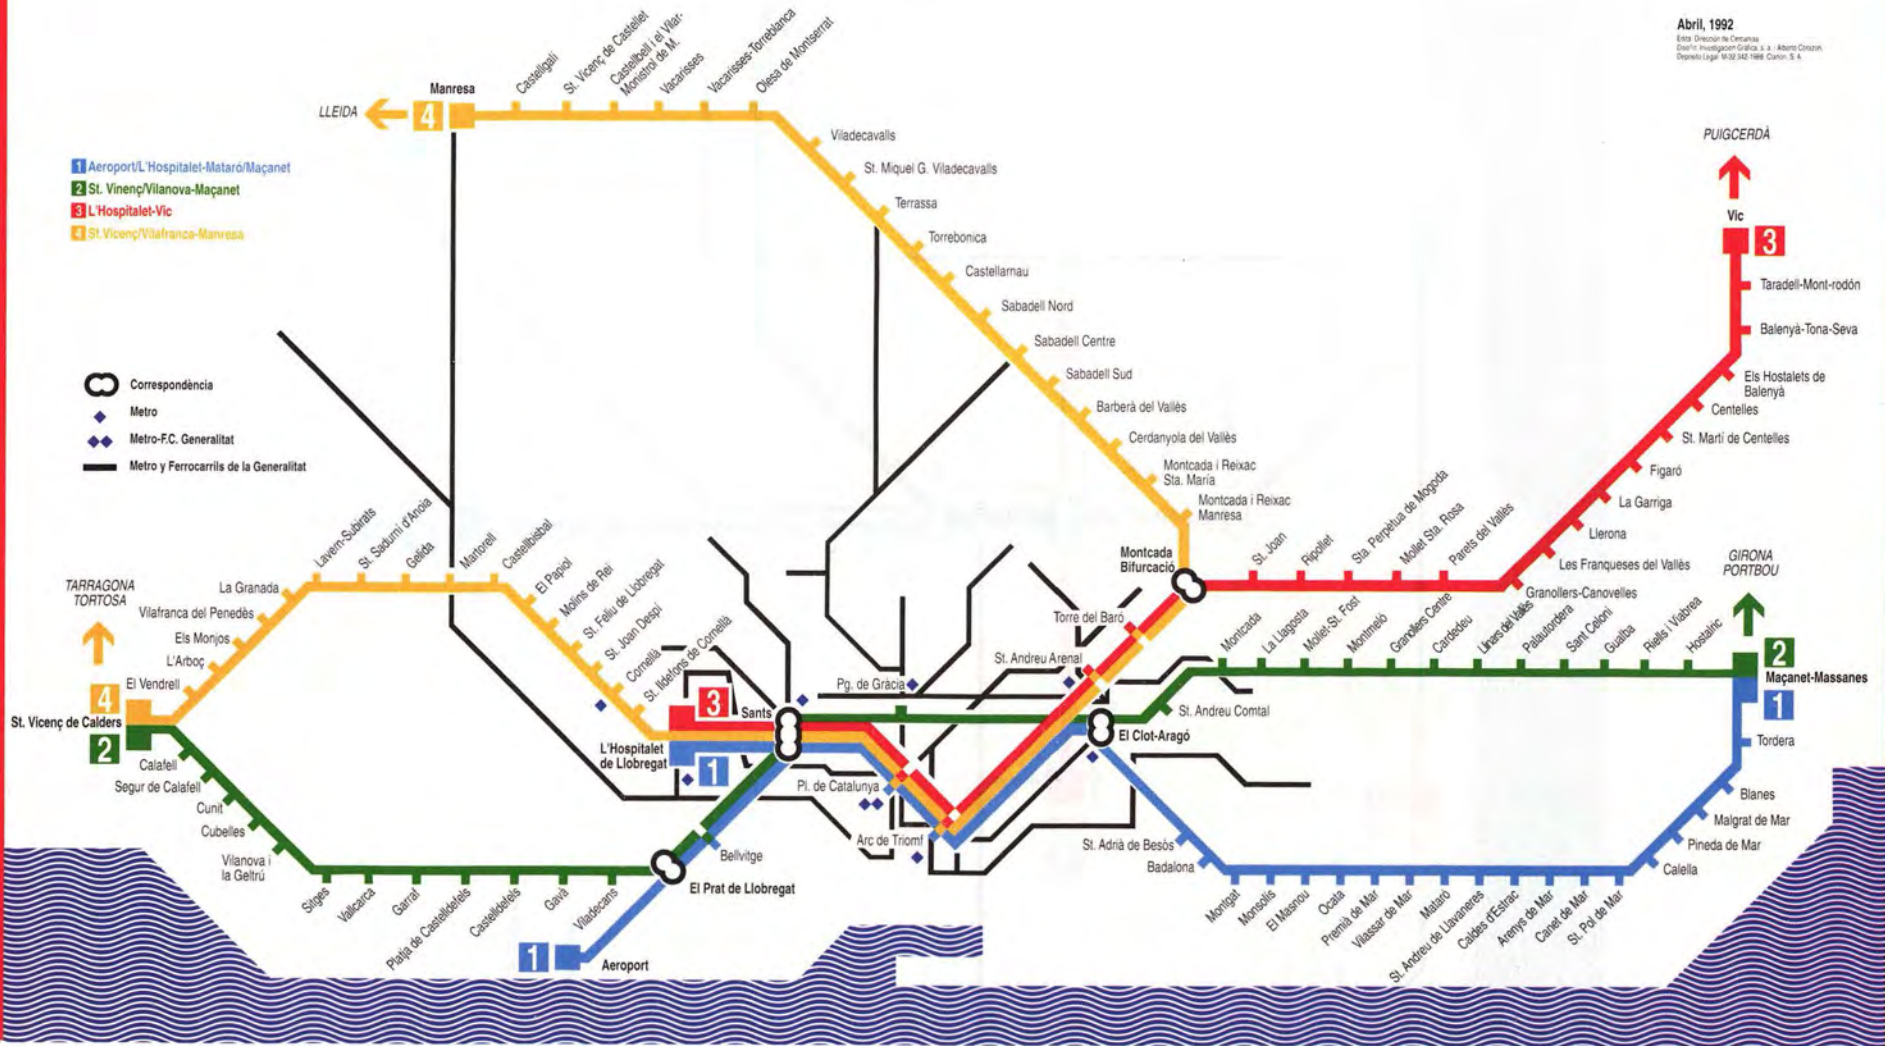 Abril, 1992
LLEIDA
4
Manresa
Castellgalí
St. Vicenç de Castellet
Castellbell i el Vilar-
Monistrol de M.
Vacarisses
Vacarisses-Torreblanca
Olesa de Montserrat
Viladecavalls
St. Miquel G. Viladecavalls
Terrassa
Torrebonica
Castellarnau
Sabadell Nord
Sabadell Centre
Sabadell Sud
Barberà del Vallès
Cerdanyola del Vallès
Montcada i Reixac
Sta. María
Montcada i Reixac
Manresa
Montcada
Bifurcació
1 Aeroport/L'Hospitalet-Mataró/Maçanet
2 St. Vinenç/Vilanova-Maçanet
3 L'Hospitalet-Vic
4 St. Vicenç/Vilafranca-Manresa
Correspondència
Metro
Metro-F.C. Generalitat
Metro y Ferrocarrils de la Generalitat
PUIGCERDÀ
Vic
3
Taradell-Mont-rodón
Balenyà-Tona-Seva
Els Hostalets de
Balenyà
Centelles
St. Martí de Centelles
Figaró
La Garriga
Llerona
Les Franqueses del Vallès
Granollers-Canovelles
Parets del Vallès
Mollet Sta. Rosa
Sta. Perpètua de Mogoda
Ripollet
St. Joan
TARRAGONA
TORTOSA
4
St. Vicenç de Calders
2
El Vendrell
L'Arboç
Els Monjos
Vilafranca del Penedès
La Granada
Lavern-Subirats
St. Sadurní d'Anoia
Gelida
Martorell
Castellbisbal
El Papiol
Molins de Rei
St. Feliu de Llobregat
St. Joan Despí
Cornellà
St. Ildefons de Cornellà
3
L'Hospitalet
de Llobregat
1
Sants
Pg. de Gràcia
Pl. de Catalunya
Arc de Triomf
St. Andreu Arenal
Torre del Baró
El Clot-Aragó
St. Andreu Comtal
Montcada
La Llagosta
Mollet St. Fost
Montmeló
Granollers Centre
Cardedeu
Llinars del Vallès
Palautordera
Sant Celoni
Gualba
Riells i Viabrea
Hostalric
GIRONA
PORTBOU
2
Maçanet-Massanes
1
Tordera
Blanes
Malgrat de Mar
Pineda de Mar
Calella
St. Pol de Mar
Canet de Mar
Arenys de Mar
Caldes d'Estrac
St. Andreu de Llavaneres
Mataró
Vilassar de Mar
Premià de Mar
Ocata
El Masnou
Monsolís
Montgat
Badalona
St. Adrià de Besòs
Calafell
Segur de Calafell
Cunit
Cubelles
Vilanova i
la Geltrú
Sitges
Vallcarca
Garraf
Platja de Castelldefels
Castelldefels
Gavà
Viladecans
El Prat de Llobregat
Bellvitge
1
Aeroport